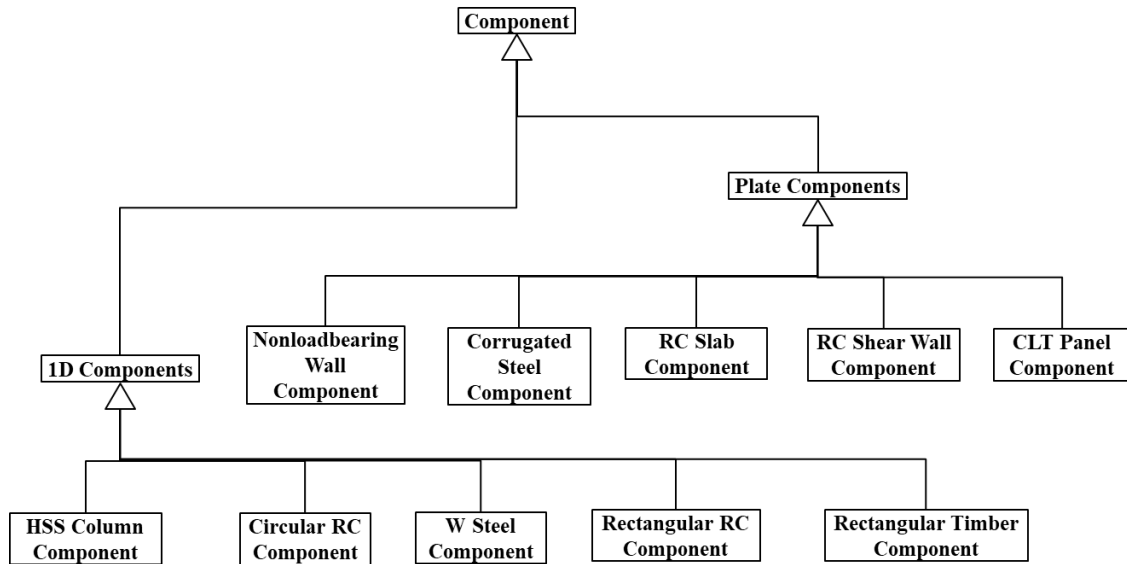 Component
Plate Components
Nonloadbearing
Wall
Component
Corrugated
Steel
Component
RC Slab
Component
RC Shear Wall
Component
CLT Panel
Component
1D Components
HSS Column
Component
Circular RC
Component
W Steel
Component
Rectangular RC
Component
Rectangular Timber
Component